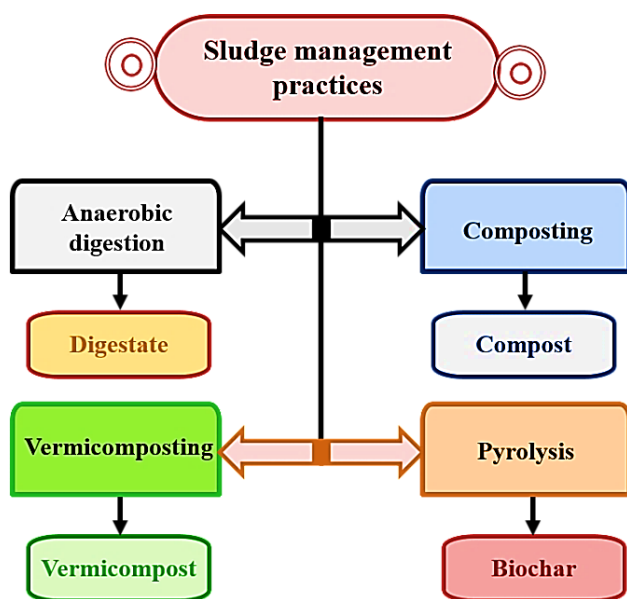 Sludge management
practices
Anaerobic
digestion
Composting
Digestate
Compost
Vermicomposting
Pyrolysis
Vermicompost
Biochar